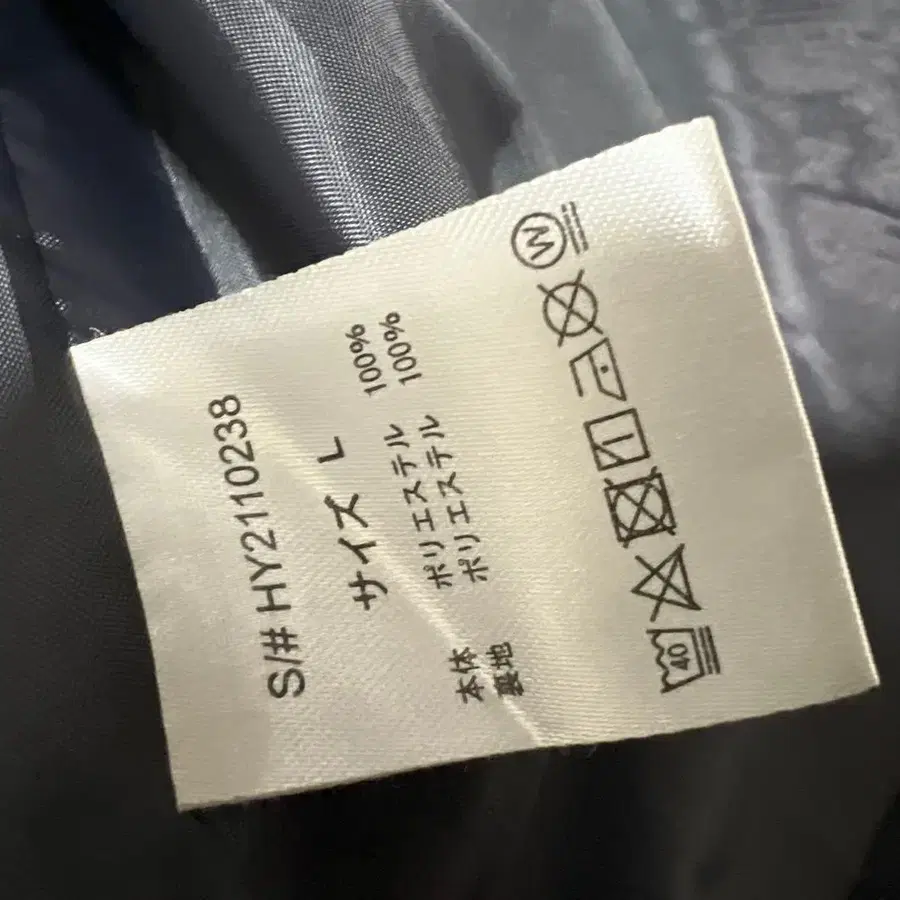 S/# HY2110238
サイズ L
本体 ポリエステル 100%
裏地 ポリエステル 100%
40 W